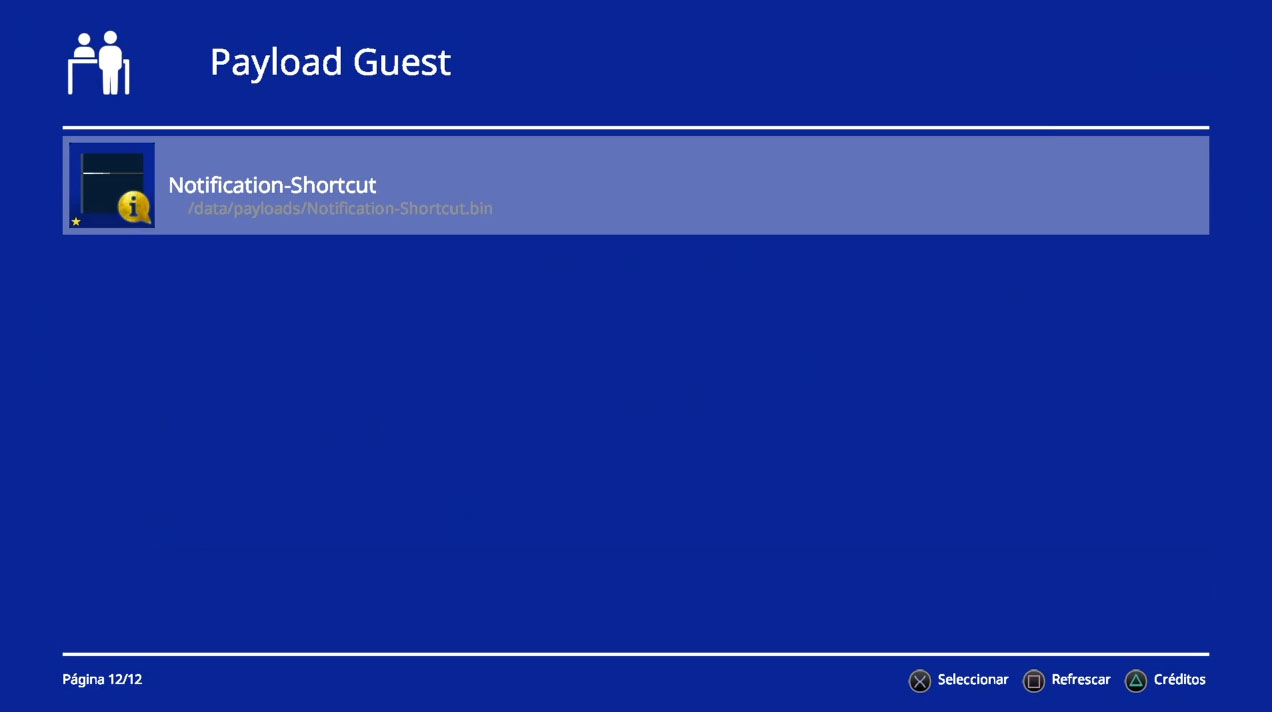 Payload Guest
Notification-Shortcut
/data/payloads/Notification-Shortcut.bin
Página 12/12 Seleccionar Refrescar Créditos